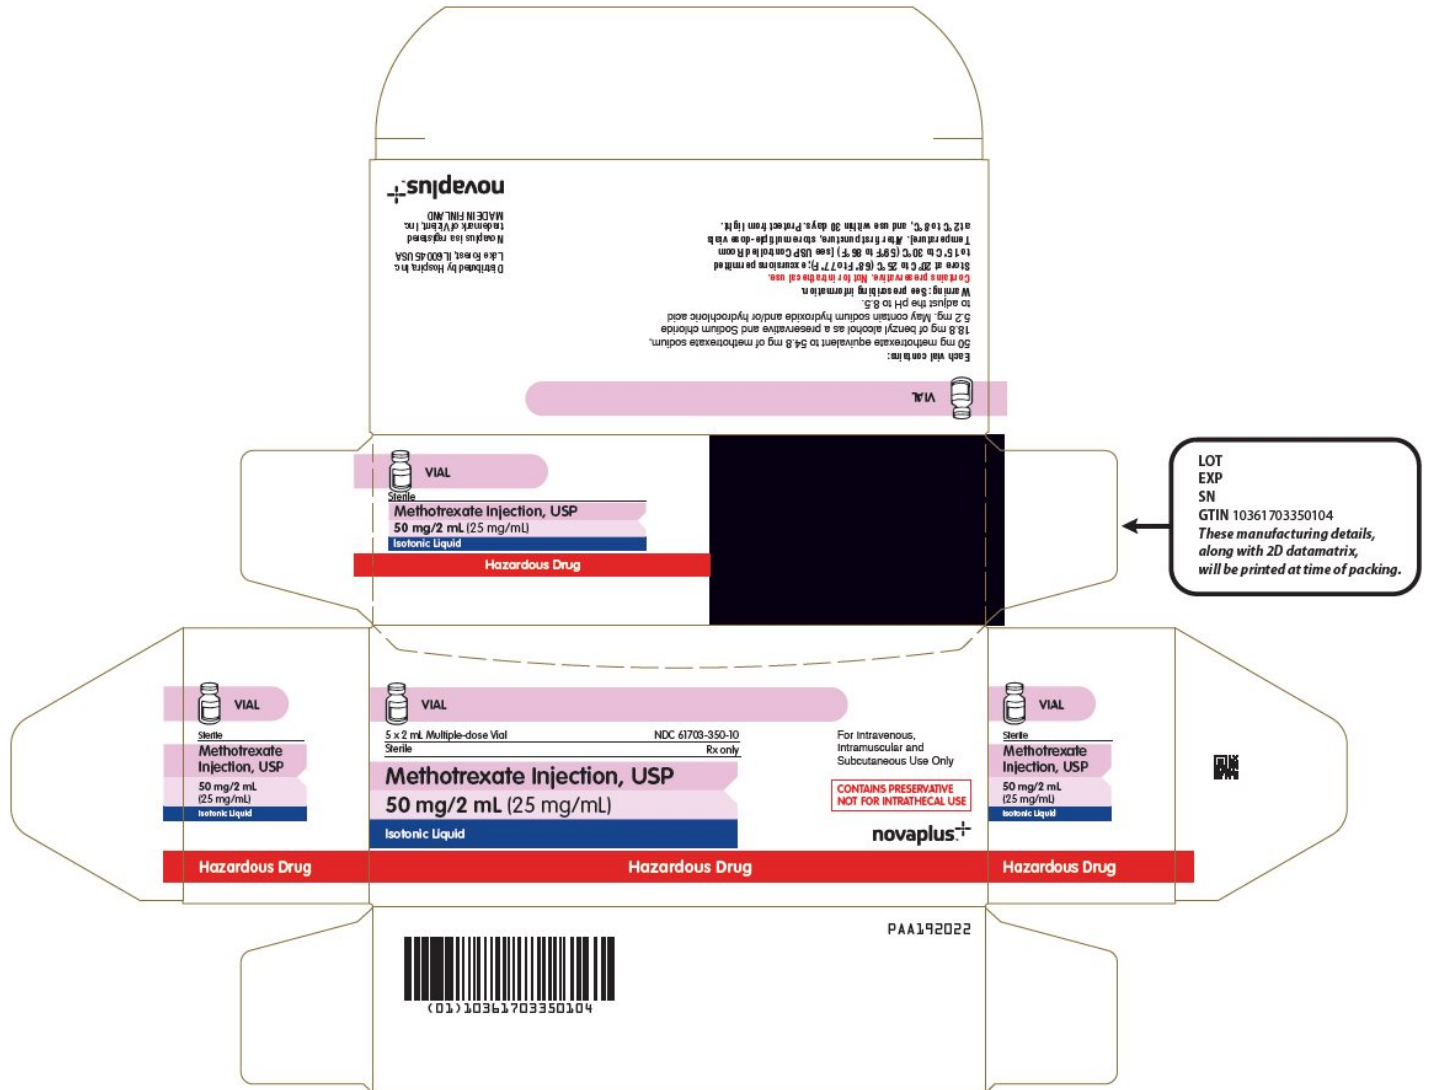 novaplus
Distributed by Hospira, Inc.
Lake Forest, IL 60045 USA
Novaplus is a registered
trademark of Vizient, Inc.
MADE IN FINLAND
Each vial contains:
50 mg methotrexate equivalent to 54.8 mg of methotrexate sodium,
18.8 mg of benzyl alcohol as a preservative and Sodium chloride
5.2 mg. May contain sodium hydroxide and/or hydrochloric acid
to adjust the pH to 8.5.
Warning: See prescribing information.
Contains preservative. Not for intrathecal use.
Store at 20°C to 25°C (68°F to 77°F); excursions permitted
to 15°C to 30°C (59°F to 86°F) [see USP Controlled Room
Temperature]. After first puncture, store multiple-dose vials
at 2°C to 8°C, and use within 30 days. Protect from light.
VIAL
VIAL
Sterile
Methotrexate Injection, USP
50 mg/2 mL (25 mg/mL)
Isotonic Liquid
Hazardous Drug
LOT
EXP
SN
GTIN 10361703350104
These manufacturing details,
along with 2D datamatrix,
will be printed at time of packing.
VIAL
Sterile
Methotrexate
Injection, USP
50 mg/2 mL
(25 mg/mL)
Isotonic Liquid
Hazardous Drug
VIAL
5 x 2 mL Multiple-dose Vial NDC 61703-350-10
Sterile Rx only
Methotrexate Injection, USP
50 mg/2 mL (25 mg/mL)
Isotonic Liquid
For Intravenous,
Intramuscular and
Subcutaneous Use Only
CONTAINS PRESERVATIVE
NOT FOR INTRATHECAL USE
novaplus
Hazardous Drug
VIAL
Sterile
Methotrexate
Injection, USP
50 mg/2 mL
(25 mg/mL)
Isotonic Liquid
Hazardous Drug
PAA192022
(01)10361703350104